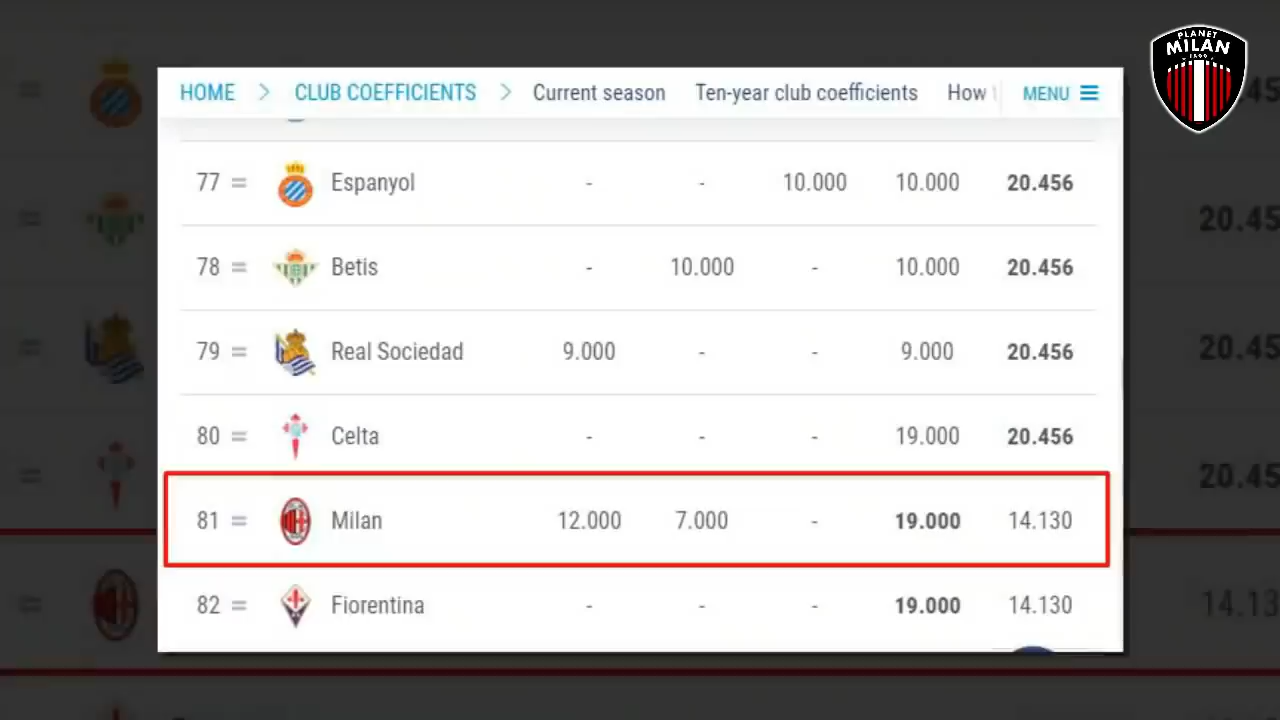 PLANET
MILAN
HOME > CLUB COEFFICIENTS > Current season Ten-year club coefficients How MENU
77 = Espanyol - - 10.000 10.000 20.456
78 = Betis - 10.000 - 10.000 20.456
79 = Real Sociedad 9.000 - - 9.000 20.456
80 = Celta - - - 19.000 20.456
81 = Milan 12.000 7.000 - 19.000 14.130
82 = Fiorentina - - - 19.000 14.130